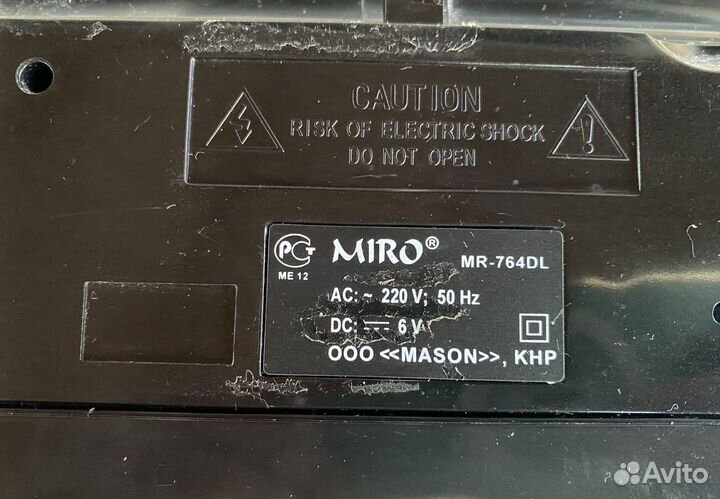 CAUTION
RISK OF ELECTRIC SHOCK
DO NOT OPEN
РСТ MIRO® MR-764DL
ME 12
AC: ~ 220 V; 50 Hz
DC: 6 V
ООО <<MASON>>, КНР
Avito